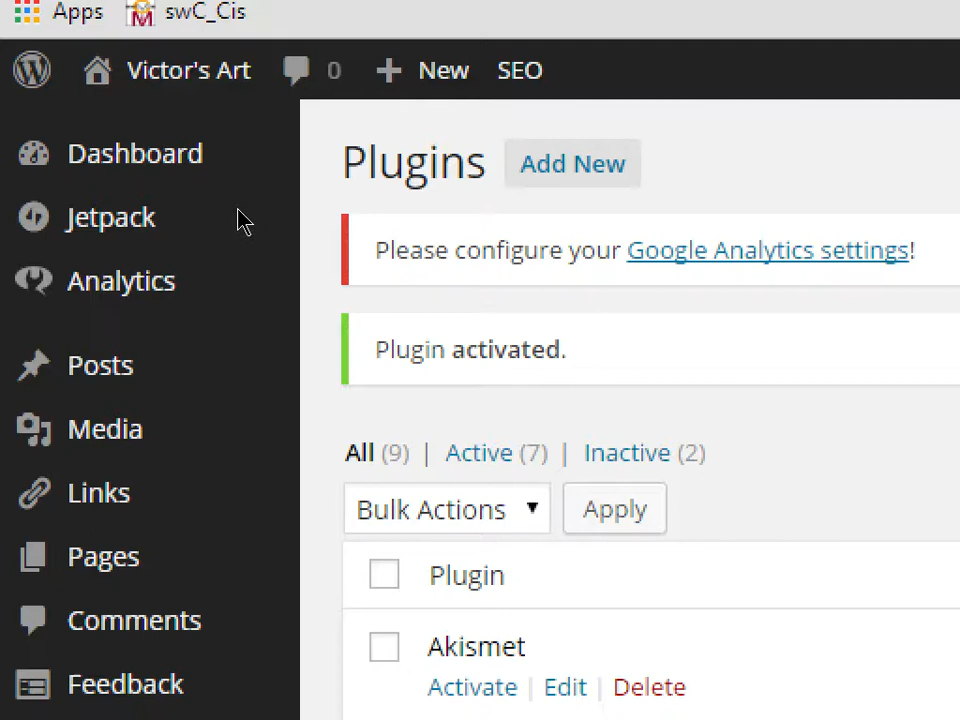 Apps swC_Cis
Victor's Art 0 New SEO
Dashboard
Jetpack
Analytics
Posts
Media
Links
Pages
Comments
Feedback
Plugins Add New
Please configure your Google Analytics settings!
Plugin activated.
All (9) | Active (7) | Inactive (2)
Bulk Actions Apply
Plugin
Akismet
Activate | Edit | Delete